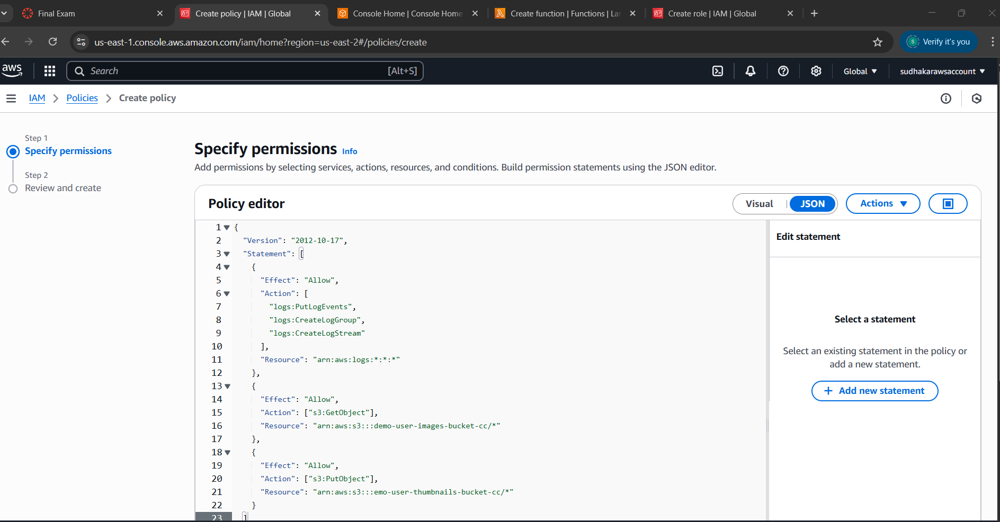 Final Exam
Create policy | IAM | Global
Console Home | Console Home
Create function | Functions | Lar
Create role | IAM | Global
us-east-1.console.aws.amazon.com/iam/home?region=us-east-2#/policies/create
S
Verify it's you
aws
Search
[Alt+S]
Global
sudhakarawsaccount
IAM
Policies
Create policy
Step 1
Specify permissions
Step 2
Review and create
Specify permissions Info
Add permissions by selecting services, actions, resources, and conditions. Build permission statements using the JSON editor.
Policy editor
Visual
JSON
Actions
1 {
2 "Version": "2012-10-17",
3 "Statement": [
4 {
5 "Effect": "Allow",
6 "Action": [
7 "logs:PutLogEvents",
8 "logs:CreateLogGroup",
9 "logs:CreateLogStream"
10 ],
11 "Resource": "arn:aws:logs:*:*:*"
12 },
13 {
14 "Effect": "Allow",
15 "Action": ["s3:GetObject"],
16 "Resource": "arn:aws:s3:::demo-user-images-bucket-cc/*"
17 },
18 {
19 "Effect": "Allow",
20 "Action": ["s3:PutObject"],
21 "Resource": "arn:aws:s3:::emo-user-thumbnails-bucket-cc/*"
22 }
23 ]
Edit statement
Select a statement
Select an existing statement in the policy or
add a new statement.
+ Add new statement